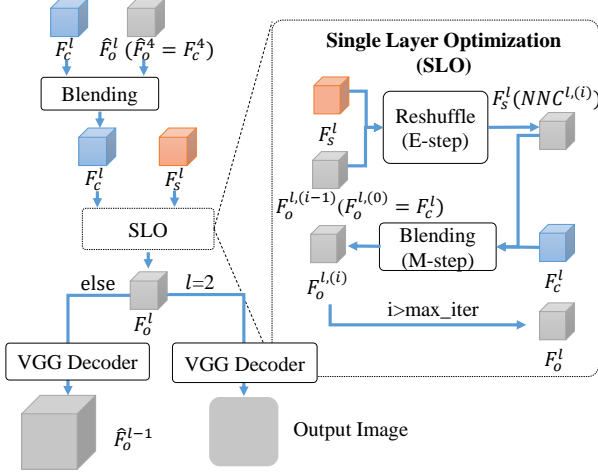 F_c^l
F̂_o^l (F̂_o^4 = F_c^4)
Blending
F_c^l
F_s^l
SLO
else
l=2
F_o^l
VGG Decoder
VGG Decoder
F̂_o^{l-1}
Output Image
Single Layer Optimization
(SLO)
F_s^l
Reshuffle
(E-step)
F_s^l(NNC^{l,(i)})
F_o^{l,(i-1)}(F_o^{l,(0)} = F_c^l)
Blending
(M-step)
F_o^{l,(i)}
F_c^l
i>max_iter
F_o^l